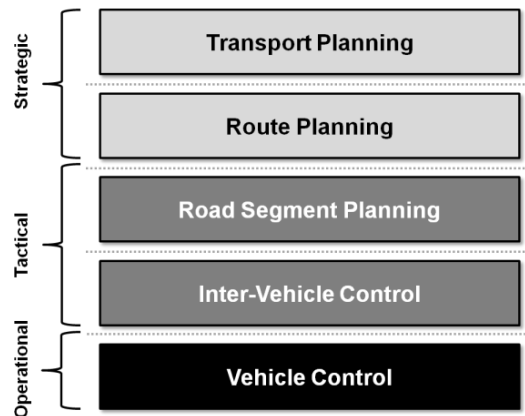 Strategic
Transport Planning
Route Planning
Tactical
Road Segment Planning
Inter-Vehicle Control
Operational
Vehicle Control